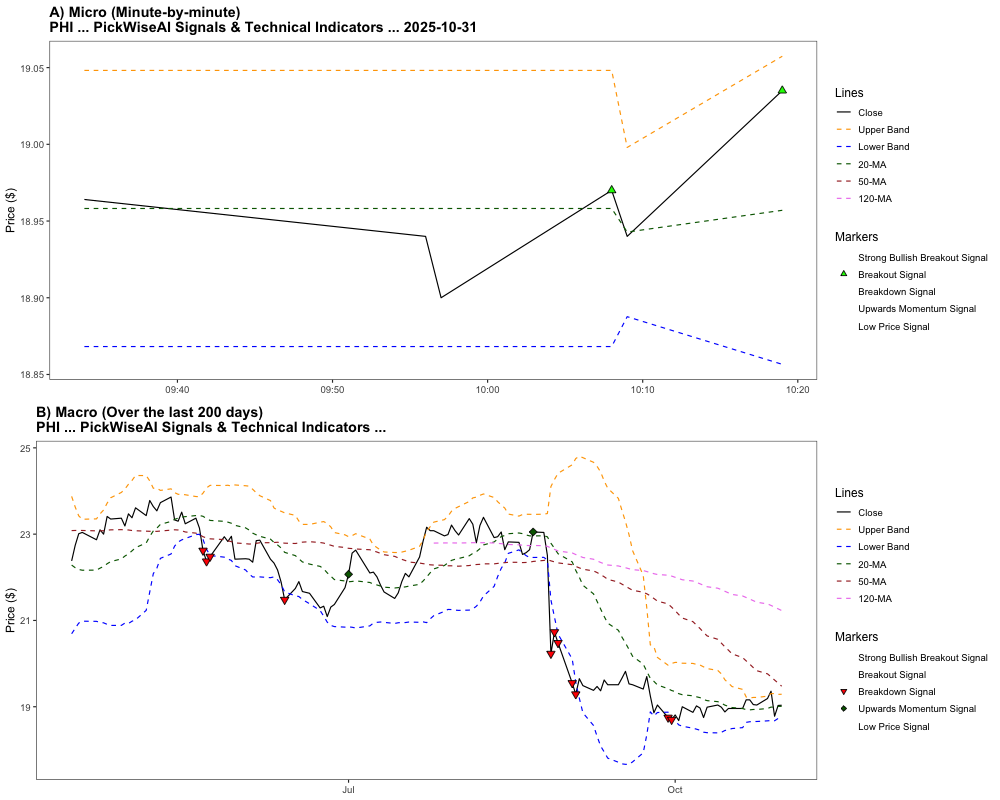 A) Micro (Minute-by-minute)
PHI ... PickWiseAI Signals & Technical Indicators ... 2025-10-31
19.05
19.00
18.95
18.90
18.85
Price ($)
09:40
09:50
10:00
10:10
10:20
Lines
Close
Upper Band
Lower Band
20-MA
50-MA
120-MA
Markers
Strong Bullish Breakout Signal
Breakout Signal
Breakdown Signal
Upwards Momentum Signal
Low Price Signal
B) Macro (Over the last 200 days)
PHI ... PickWiseAI Signals & Technical Indicators ...
25
23
21
19
Price ($)
Jul
Oct
Lines
Close
Upper Band
Lower Band
20-MA
50-MA
120-MA
Markers
Strong Bullish Breakout Signal
Breakout Signal
Breakdown Signal
Upwards Momentum Signal
Low Price Signal